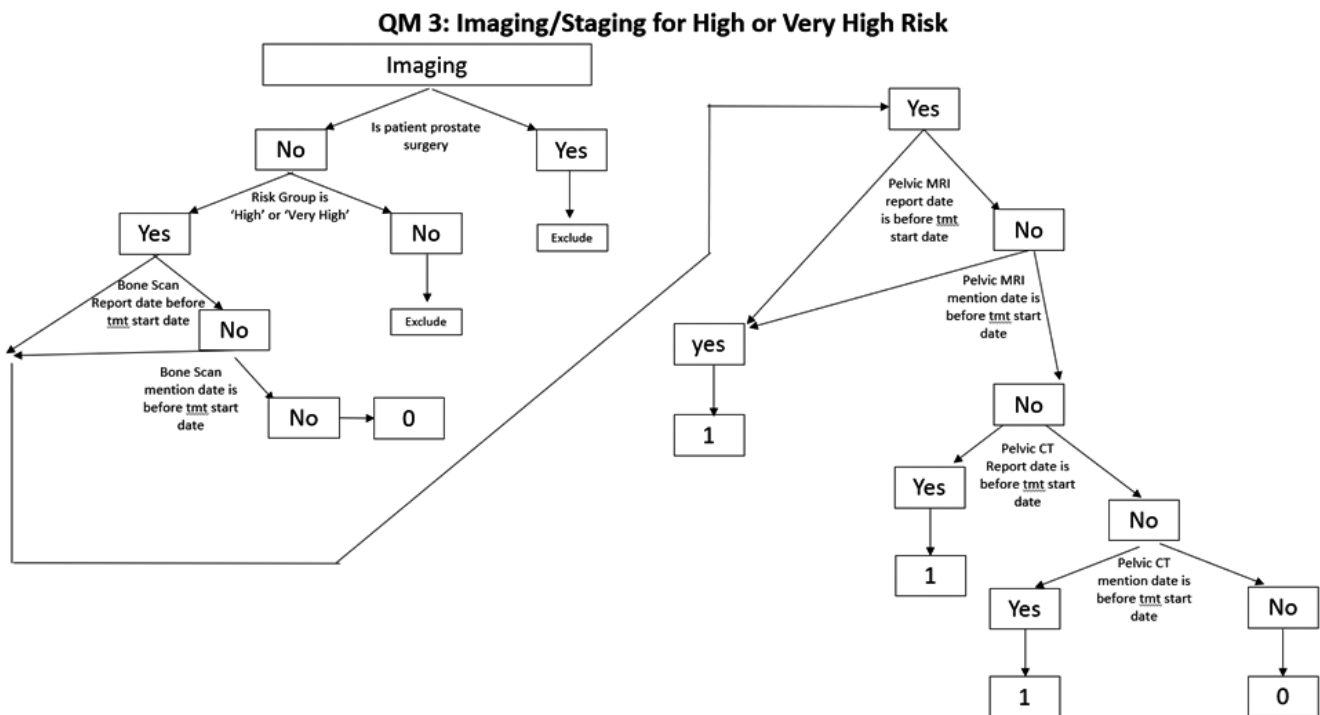 QM 3: Imaging/Staging for High or Very High Risk
Imaging
Is patient prostate
surgery
No
Yes
Exclude
Risk Group is
'High' or 'Very High'
Yes
No
Exclude
Bone Scan
Report date before
tmt start date
No
Bone Scan
mention date is
before tmt start
date
No
0
Yes
Pelvic MRI
report date
is before tmt
start date
No
Pelvic MRI
mention date is
before tmt start
date
yes
1
No
Pelvic CT
Report date is
before tmt start
date
Yes
1
No
Pelvic CT
mention date is
before tmt start
date
Yes
1
No
0